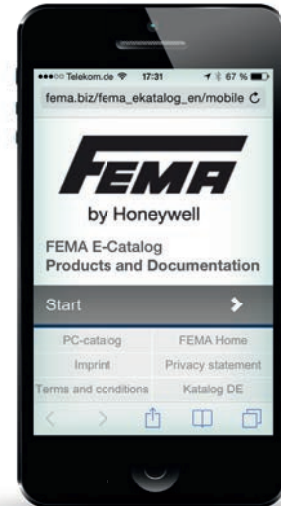 ●●●○○ Telekom.de 17:31 67 %
fema.biz/fema_ekatalog_en/mobile
FEMA
by Honeywell
FEMA E-Catalog
Products and Documentation
Start
PC-catalog FEMA Home
Imprint Privacy statement
Terms and conditions Katalog DE